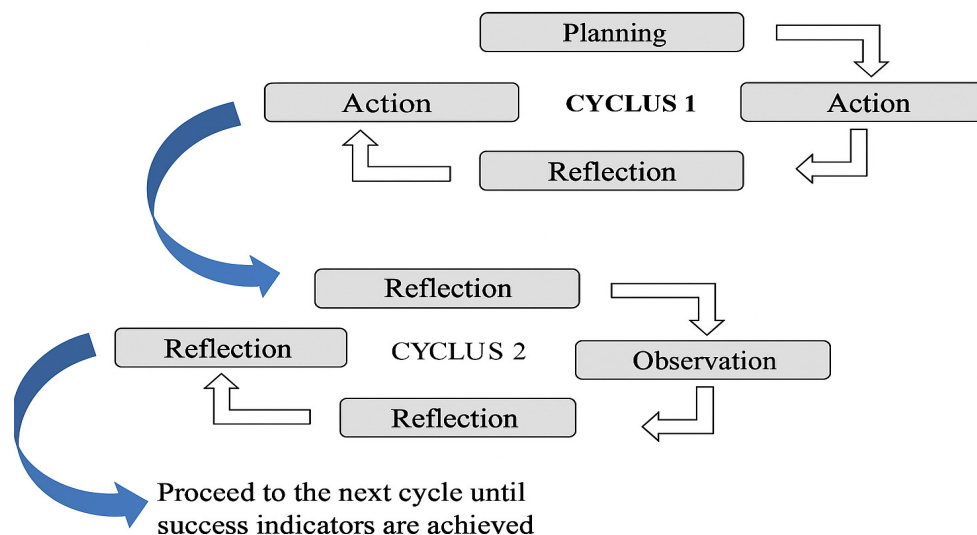 Planning
Action
CYCLUS 1
Action
Reflection
Reflection
Reflection
CYCLUS 2
Observation
Reflection
Proceed to the next cycle until
success indicators are achieved